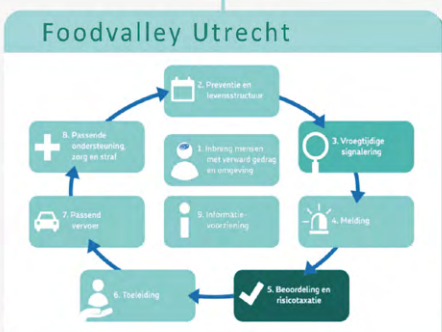 Foodvalley Utrecht
2. Preventie en
levensstructuur
8. Passende
ondersteuning,
zorg en straf
1. Inbreng mensen
met verward gedrag
en omgeving
3. Vroegtijdige
signalering
7. Passend
vervoer
9. Informatie-
voorziening
4. Melding
6. Toeleiding
5. Beoordeling en
risicotaxatie